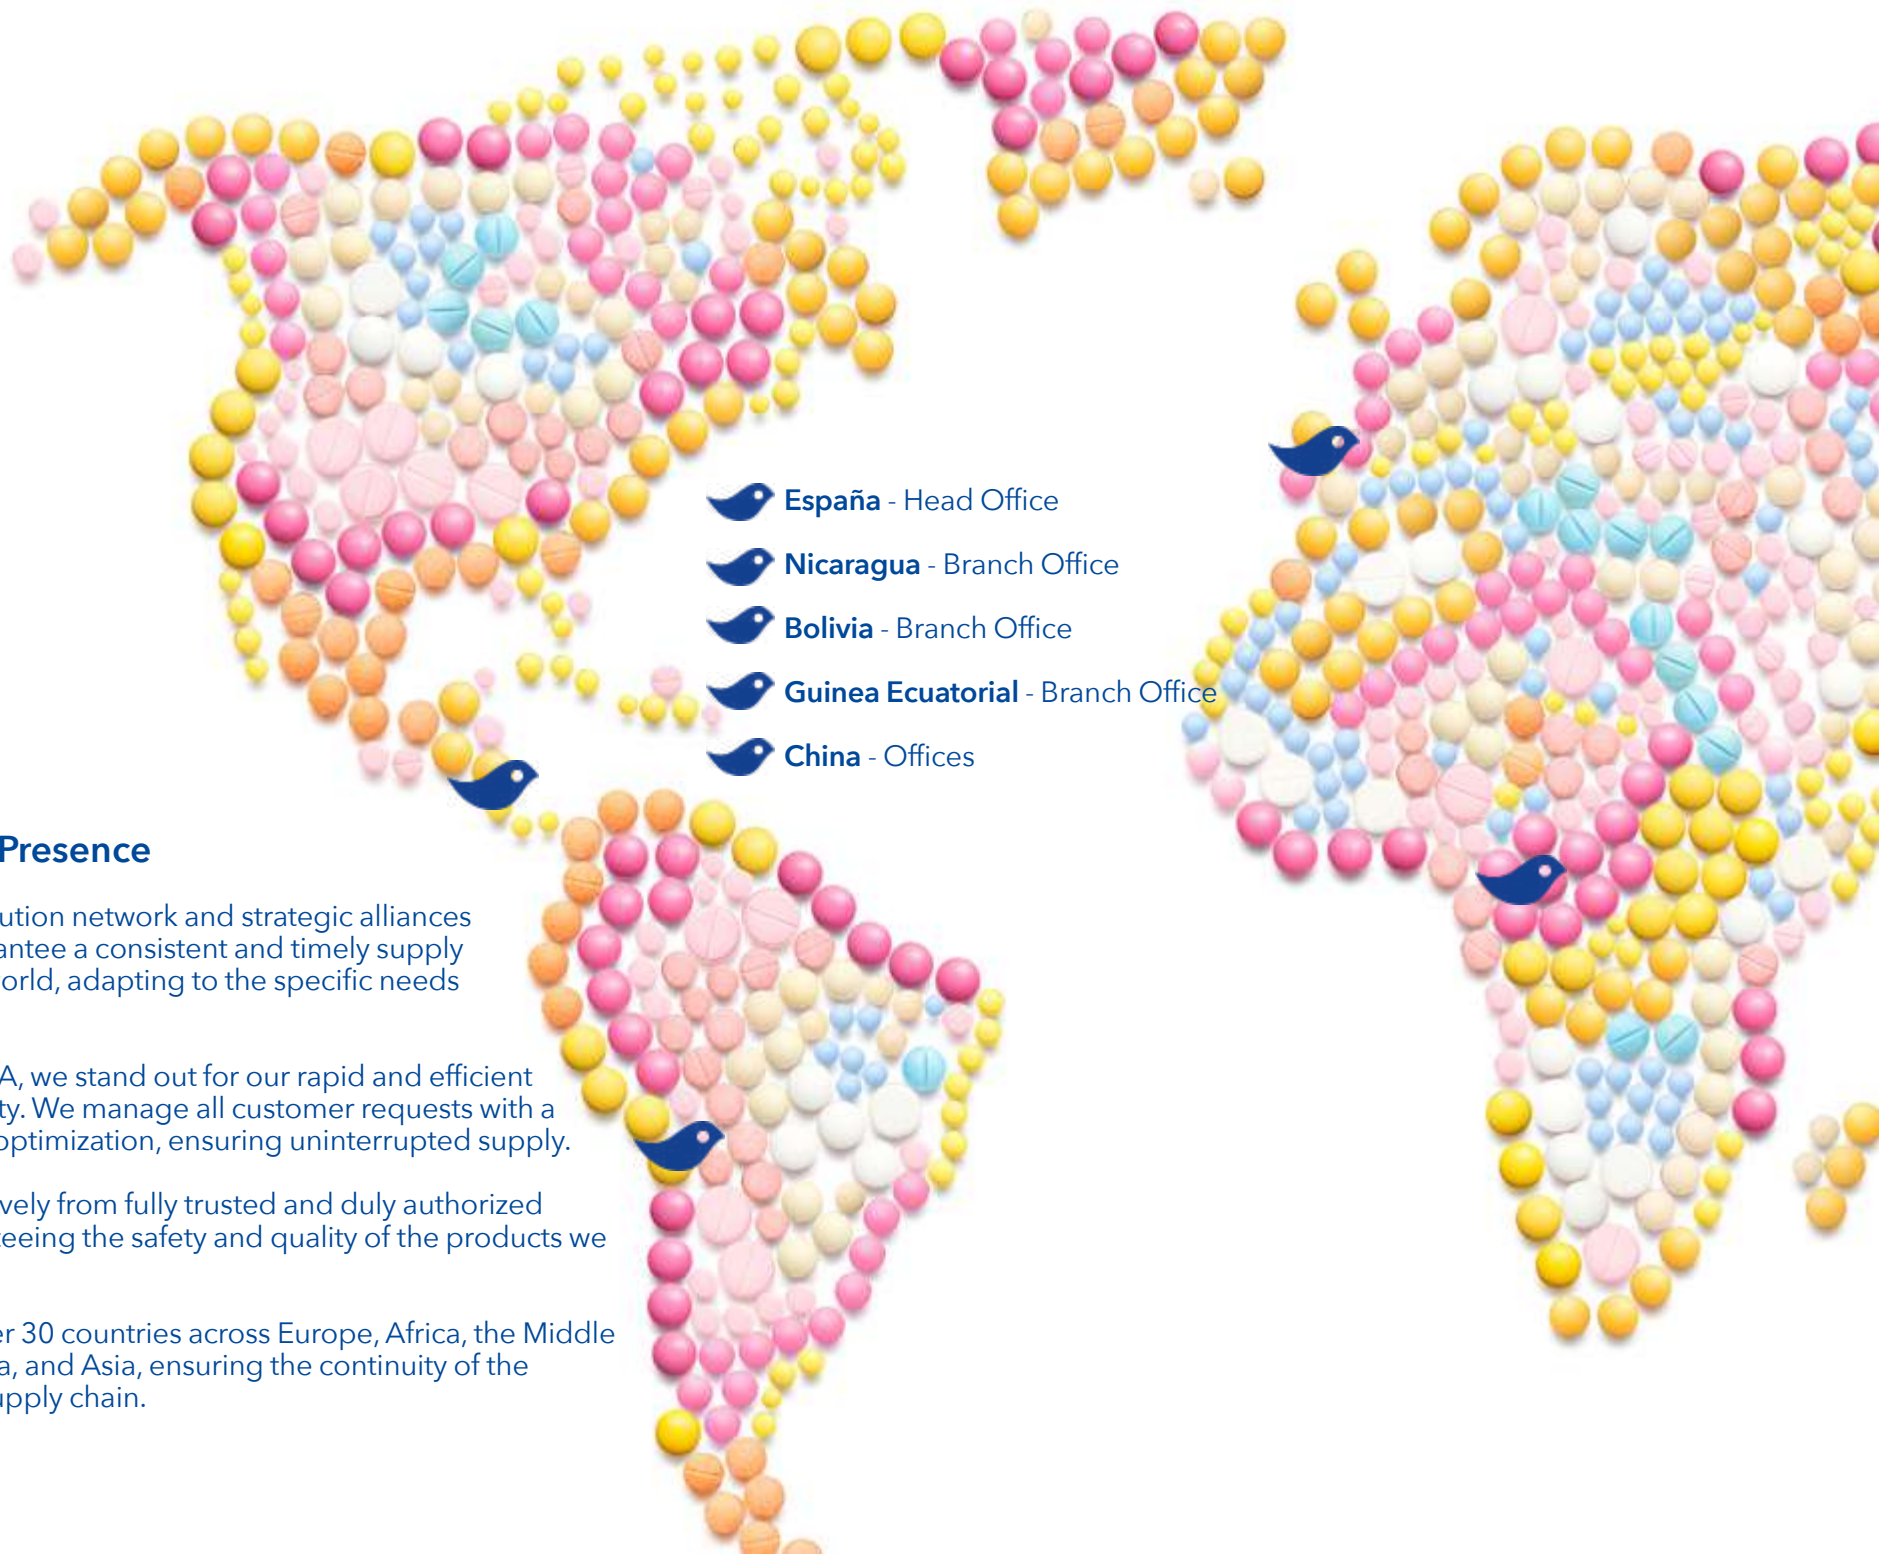 España - Head Office
Nicaragua - Branch Office
Bolivia - Branch Office
Guinea Ecuatorial - Branch Office
China - Offices
Presence
ution network and strategic alliances
antee a consistent and timely supply
orld, adapting to the specific needs
A, we stand out for our rapid and efficient
ty. We manage all customer requests with a
optimization, ensuring uninterrupted supply.
vely from fully trusted and duly authorized
teeing the safety and quality of the products we
er 30 countries across Europe, Africa, the Middle
a, and Asia, ensuring the continuity of the
upply chain.